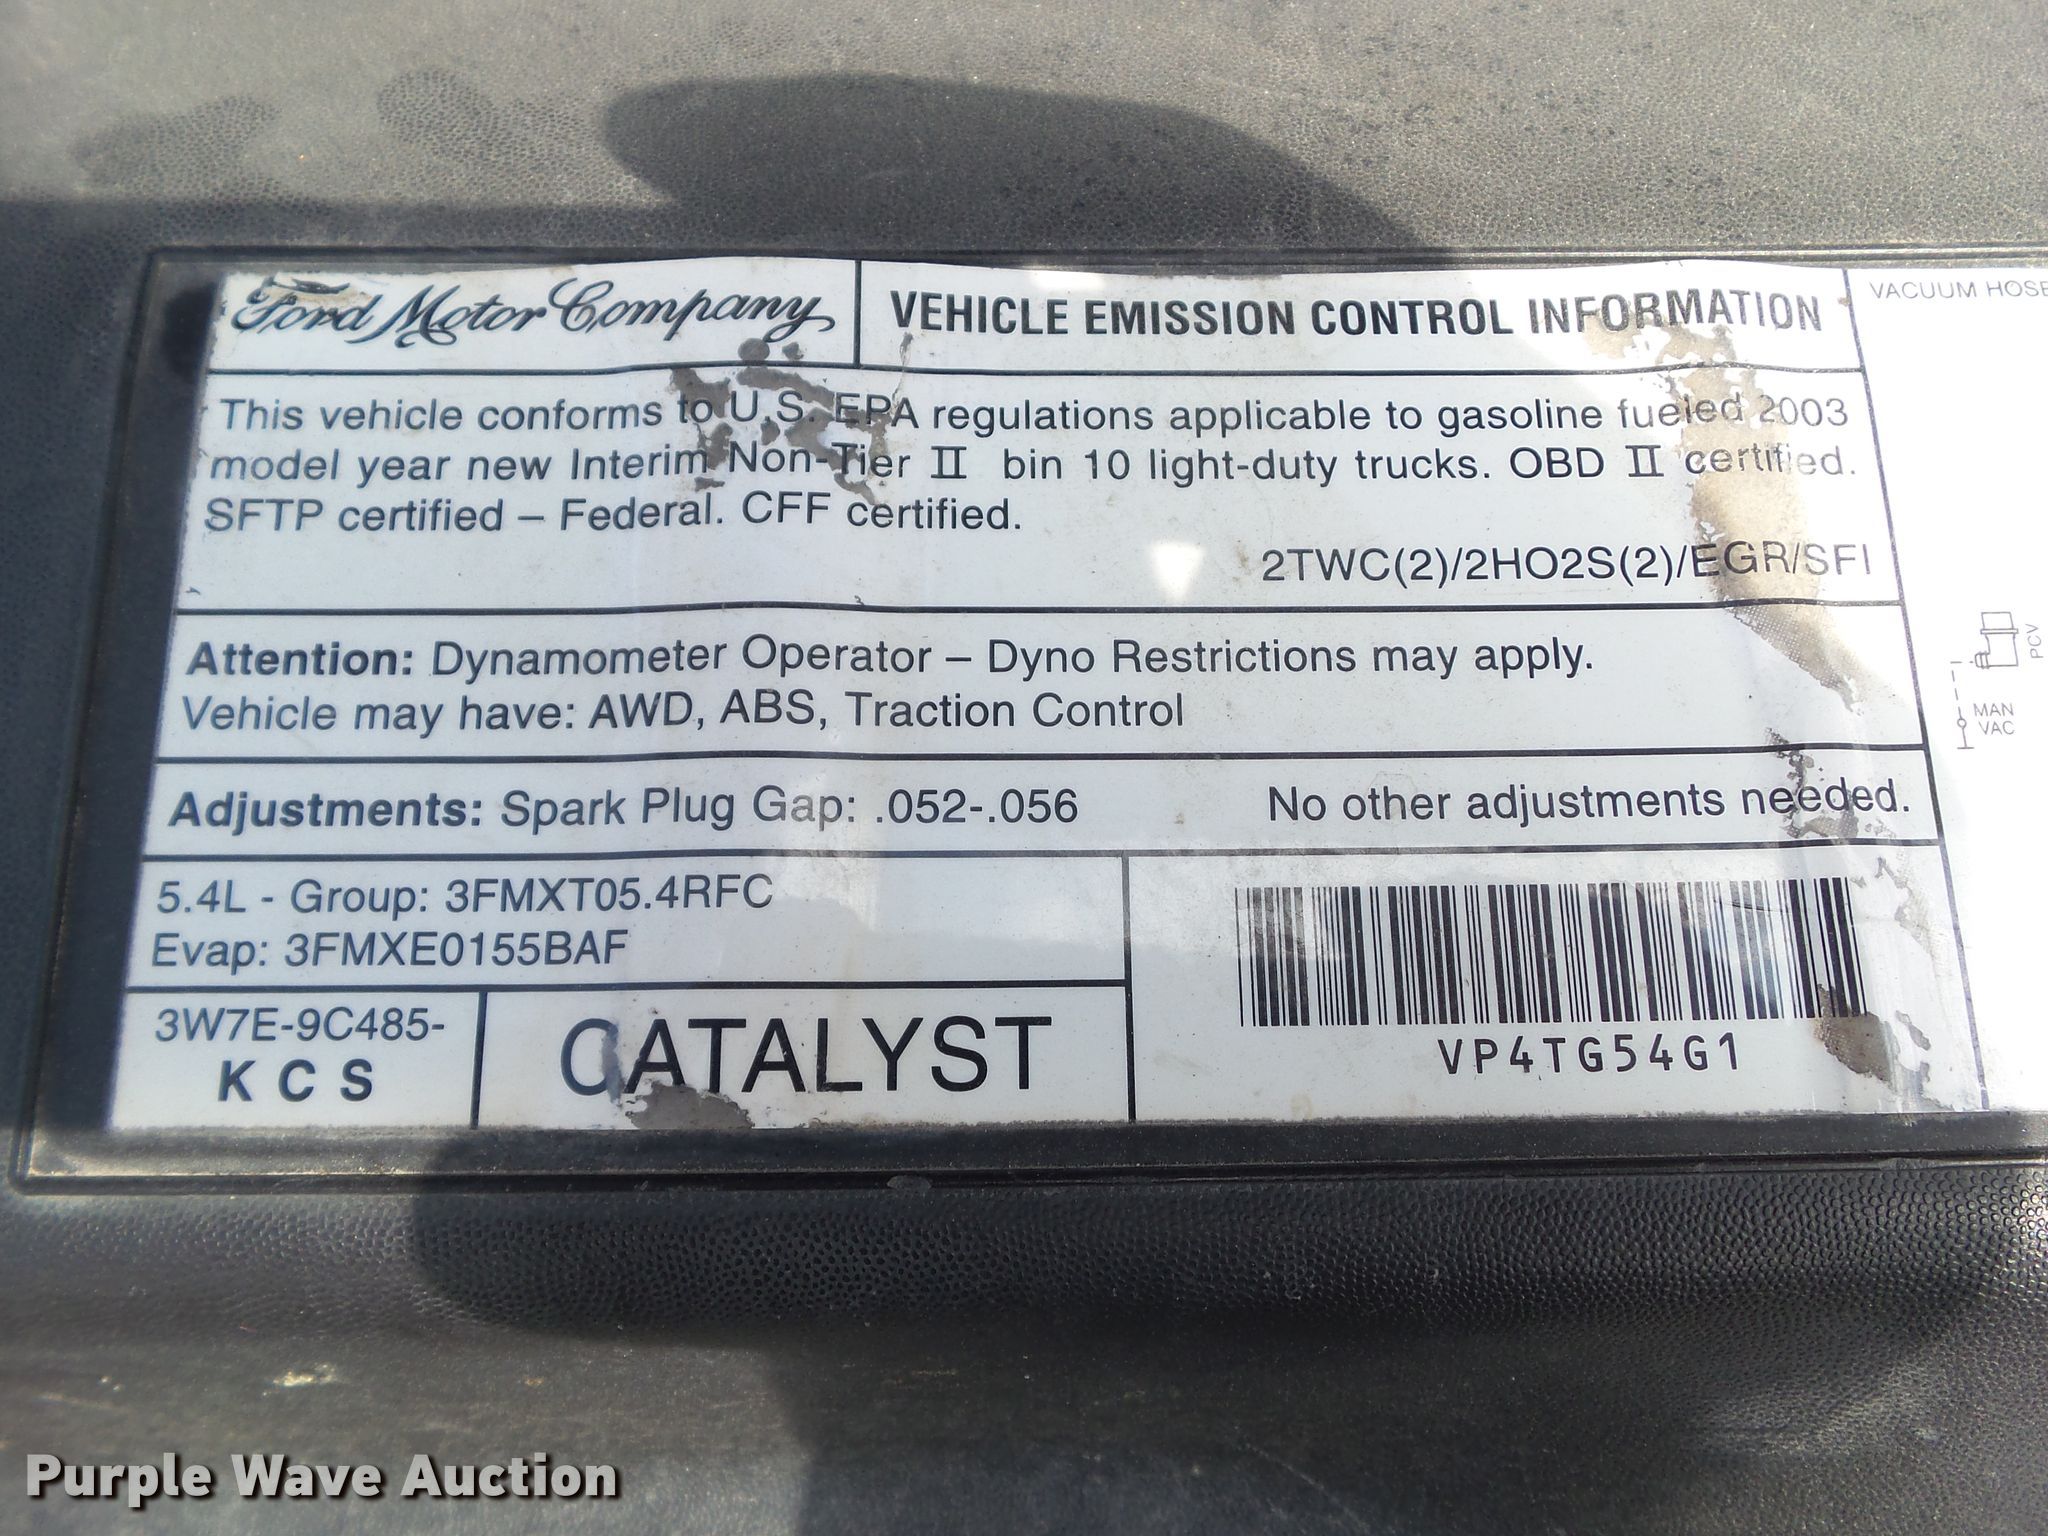 Ford Motor Company
VEHICLE EMISSION CONTROL INFORMATION
This vehicle conforms to U.S. EPA regulations applicable to gasoline fueled 2003
model year new Interim Non-Tier II bin 10 light-duty trucks. OBD II certified.
SFTP certified – Federal. CFF certified.
2TWC(2)/2HO2S(2)/EGR/SFI
Attention: Dynamometer Operator – Dyno Restrictions may apply.
Vehicle may have: AWD, ABS, Traction Control
Adjustments: Spark Plug Gap: .052-.056 No other adjustments needed.
5.4L - Group: 3FMXT05.4RFC
Evap: 3FMXE0155BAF
3W7E-9C485-
K C S
CATALYST
VP4TG54G1
VACUUM HOSE
PCV
MAN
VAC
Purple Wave Auction